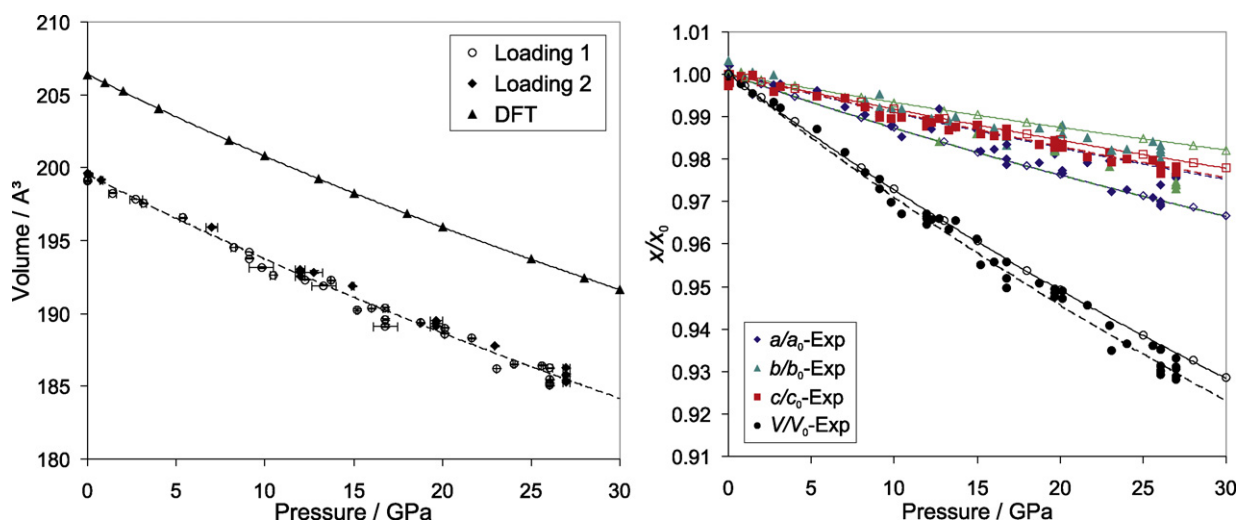 210
205
200
195
190
185
180
Volume / Å³
0 5 10 15 20 25 30
Pressure / GPa
Loading 1
Loading 2
DFT
1.01
1.00
0.99
0.98
0.97
0.96
0.95
0.94
0.93
0.92
0.91
x/x₀
0 5 10 15 20 25 30
Pressure / GPa
a/a₀-Exp
b/b₀-Exp
c/c₀-Exp
V/V₀-Exp